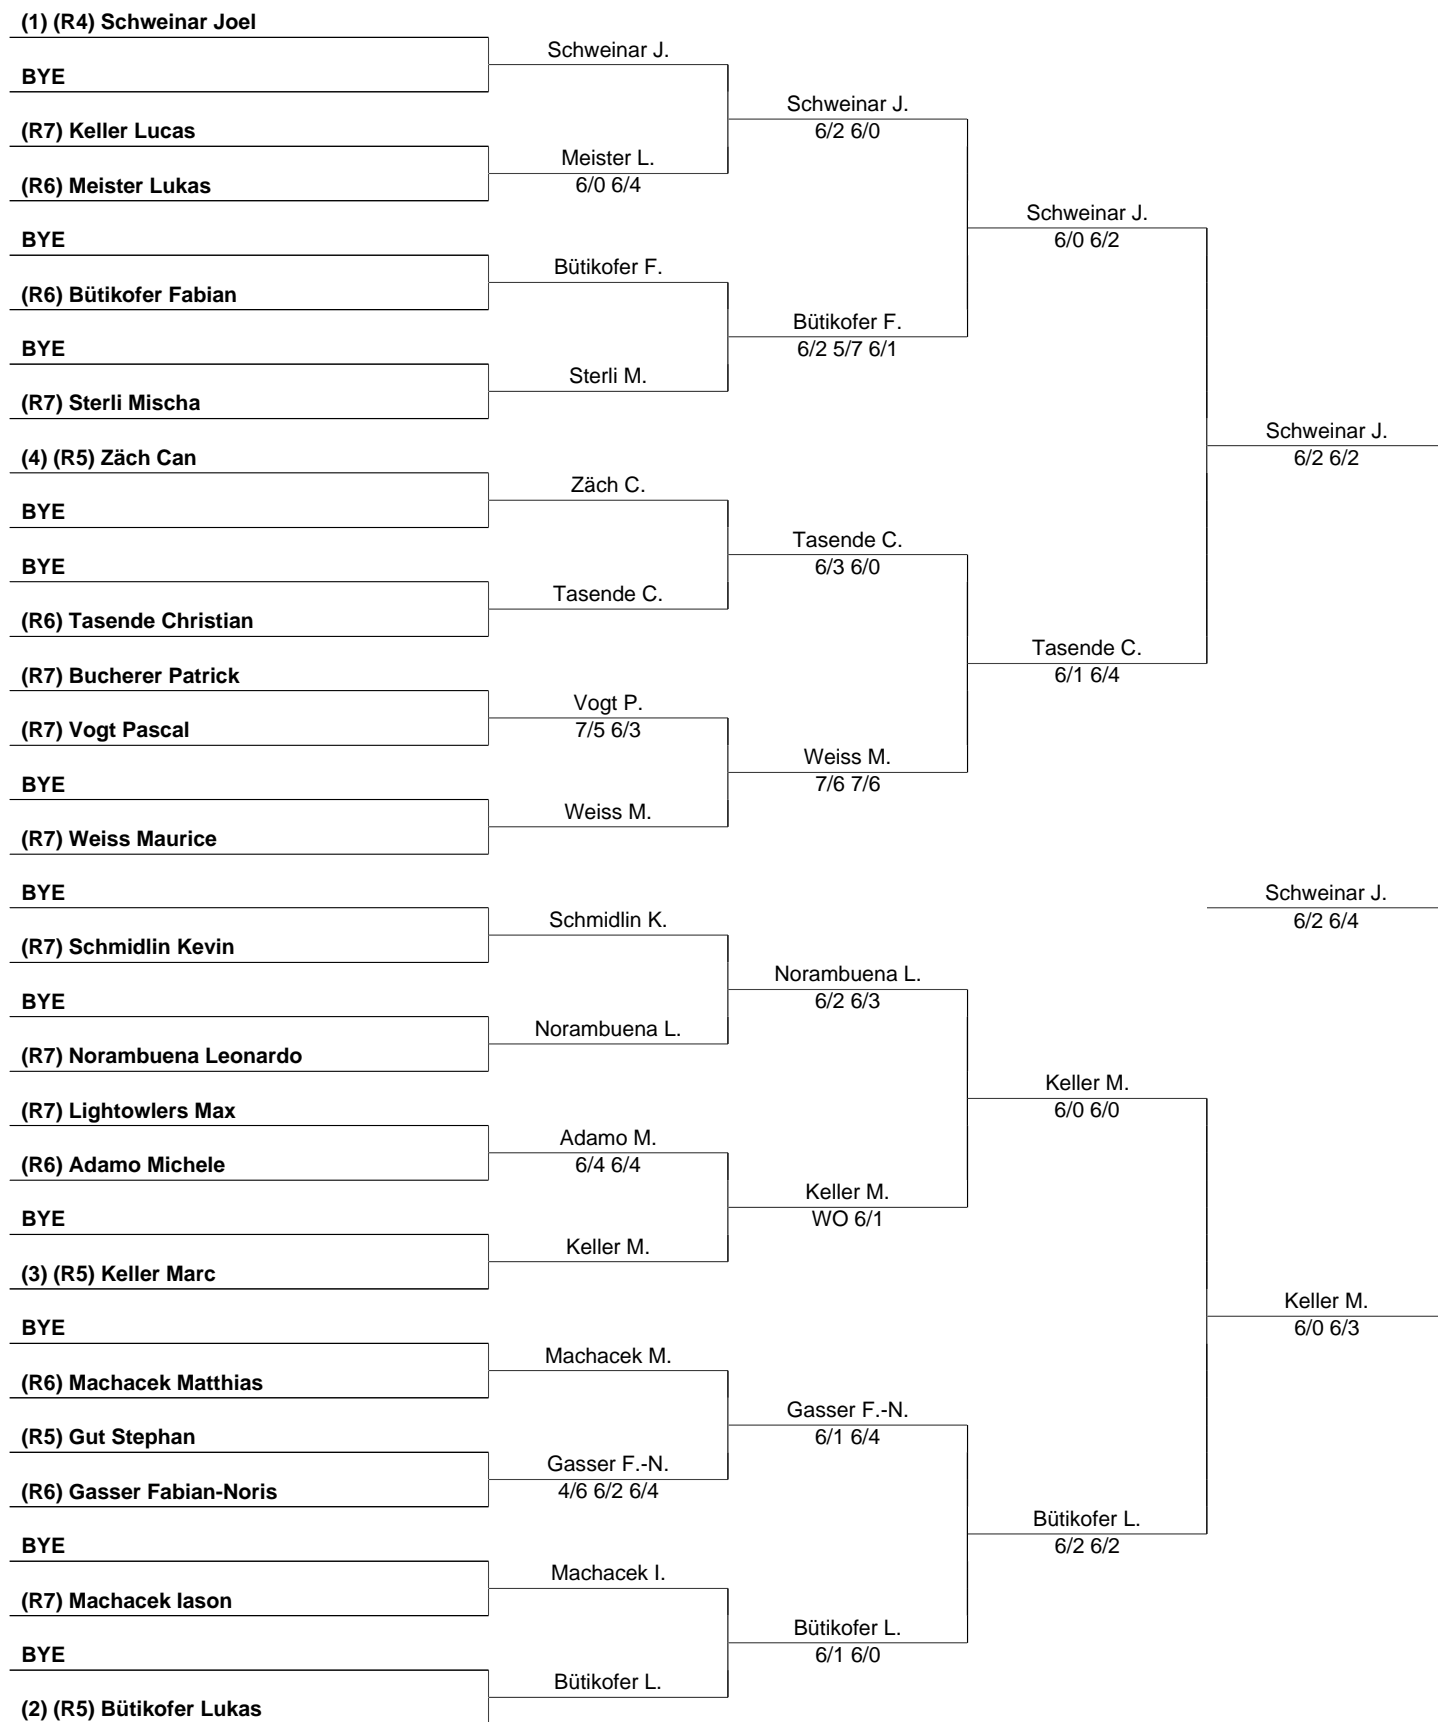 (1) (R4) Schweinar Joel
BYE
(R7) Keller Lucas
(R6) Meister Lukas
BYE
(R6) Bütikofer Fabian
BYE
(R7) Sterli Mischa
(4) (R5) Zäch Can
BYE
BYE
(R6) Tasende Christian
(R7) Bucherer Patrick
(R7) Vogt Pascal
BYE
(R7) Weiss Maurice
BYE
(R7) Schmidlin Kevin
BYE
(R7) Norambuena Leonardo
(R7) Lightowlers Max
(R6) Adamo Michele
BYE
(3) (R5) Keller Marc
BYE
(R6) Machacek Matthias
(R5) Gut Stephan
(R6) Gasser Fabian-Noris
BYE
(R7) Machacek Iason
BYE
(2) (R5) Bütikofer Lukas
Schweinar J.
Meister L.
6/0 6/4
Bütikofer F.
Sterli M.
Zäch C.
Tasende C.
Vogt P.
7/5 6/3
Weiss M.
Schmidlin K.
Norambuena L.
Adamo M.
6/4 6/4
Keller M.
Machacek M.
Gasser F.-N.
4/6 6/2 6/4
Machacek I.
Bütikofer L.
Schweinar J.
6/2 6/0
Bütikofer F.
6/2 5/7 6/1
Tasende C.
6/3 6/0
Weiss M.
7/6 7/6
Norambuena L.
6/2 6/3
Keller M.
WO 6/1
Gasser F.-N.
6/1 6/4
Bütikofer L.
6/1 6/0
Schweinar J.
6/0 6/2
Tasende C.
6/1 6/4
Keller M.
6/0 6/0
Bütikofer L.
6/2 6/2
Schweinar J.
6/2 6/2
Schweinar J.
6/2 6/4
Keller M.
6/0 6/3